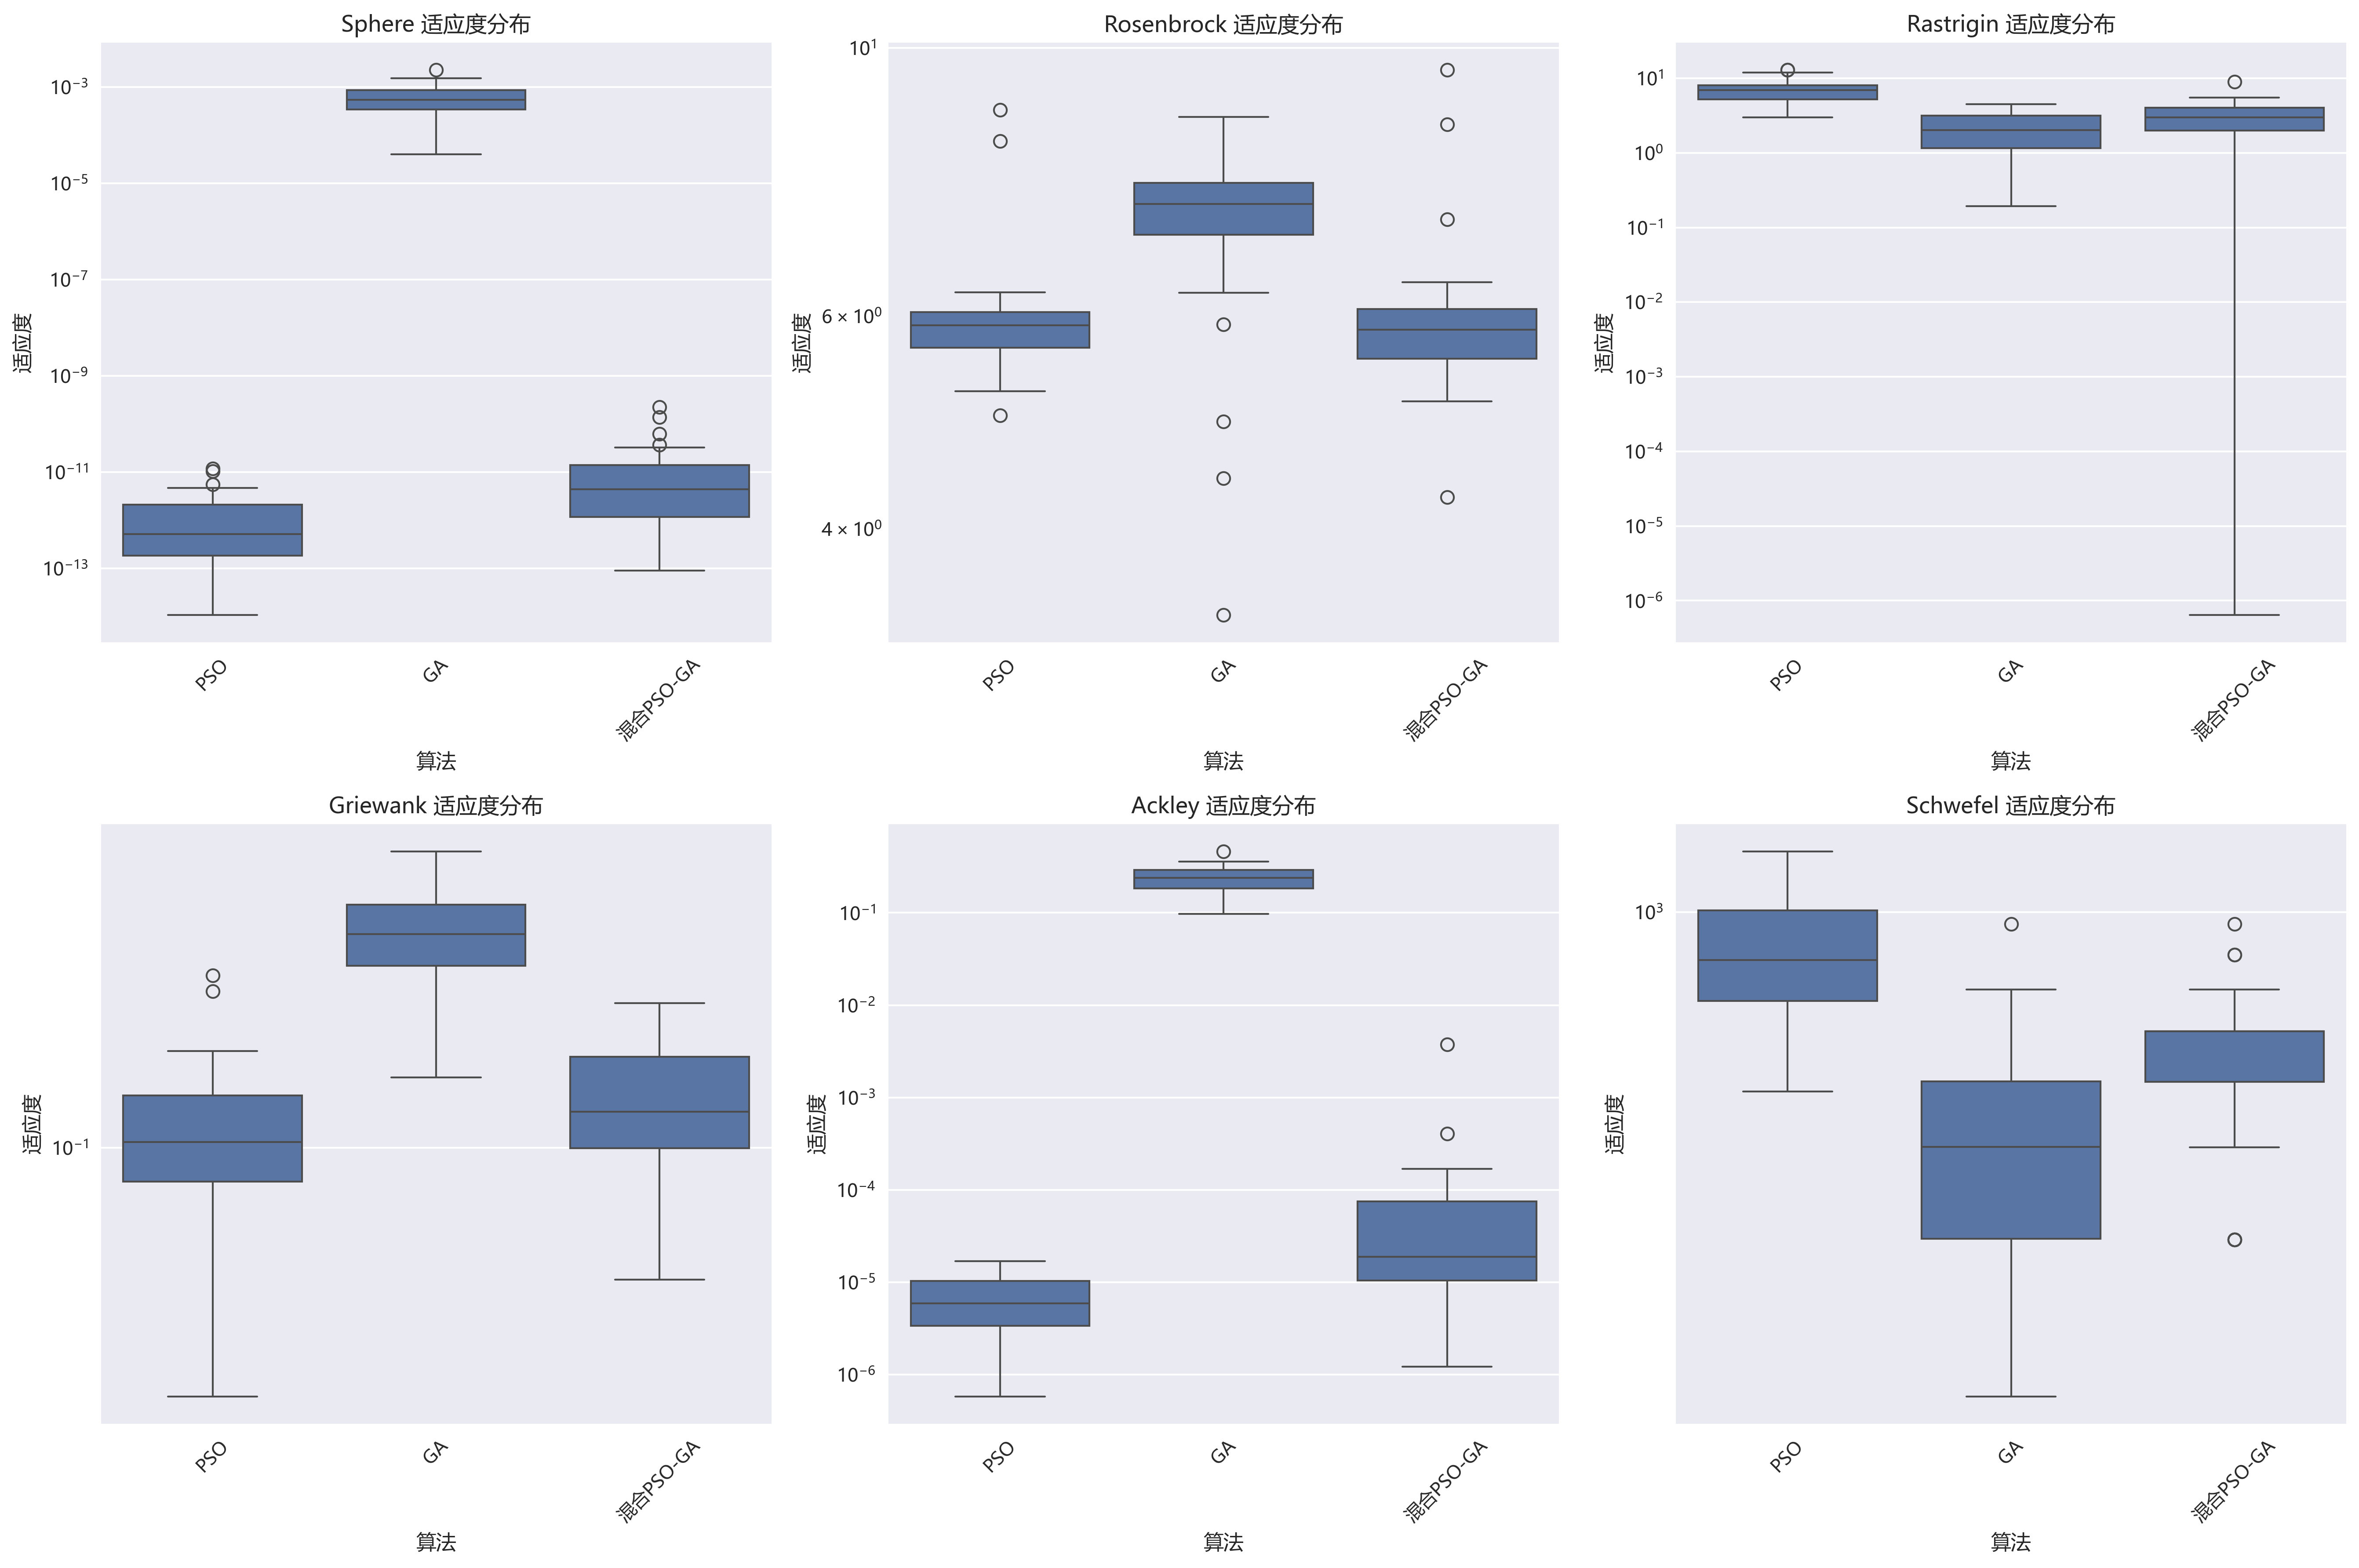 Sphere 适应度分布
适应度
10⁻³
10⁻⁵
10⁻⁷
10⁻⁹
10⁻¹¹
10⁻¹³
PSO
GA
混合PSO-GA
算法
Rosenbrock 适应度分布
适应度
10¹
6 × 10⁰
4 × 10⁰
PSO
GA
混合PSO-GA
算法
Rastrigin 适应度分布
适应度
10¹
10⁰
10⁻¹
10⁻²
10⁻³
10⁻⁴
10⁻⁵
10⁻⁶
PSO
GA
混合PSO-GA
算法
Griewank 适应度分布
适应度
10⁻¹
PSO
GA
混合PSO-GA
算法
Ackley 适应度分布
适应度
10⁻¹
10⁻²
10⁻³
10⁻⁴
10⁻⁵
10⁻⁶
PSO
GA
混合PSO-GA
算法
Schwefel 适应度分布
适应度
10³
PSO
GA
混合PSO-GA
算法